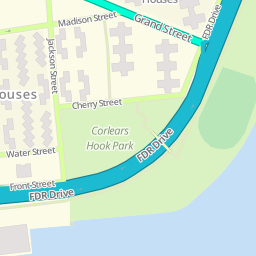 Houses
Madison Street
Grand Street
FDR Drive
Jackson Street
ouses
Cherry Street
Corlears
Hook Park
FDR Drive
Water Street
Front Street
FDR Drive